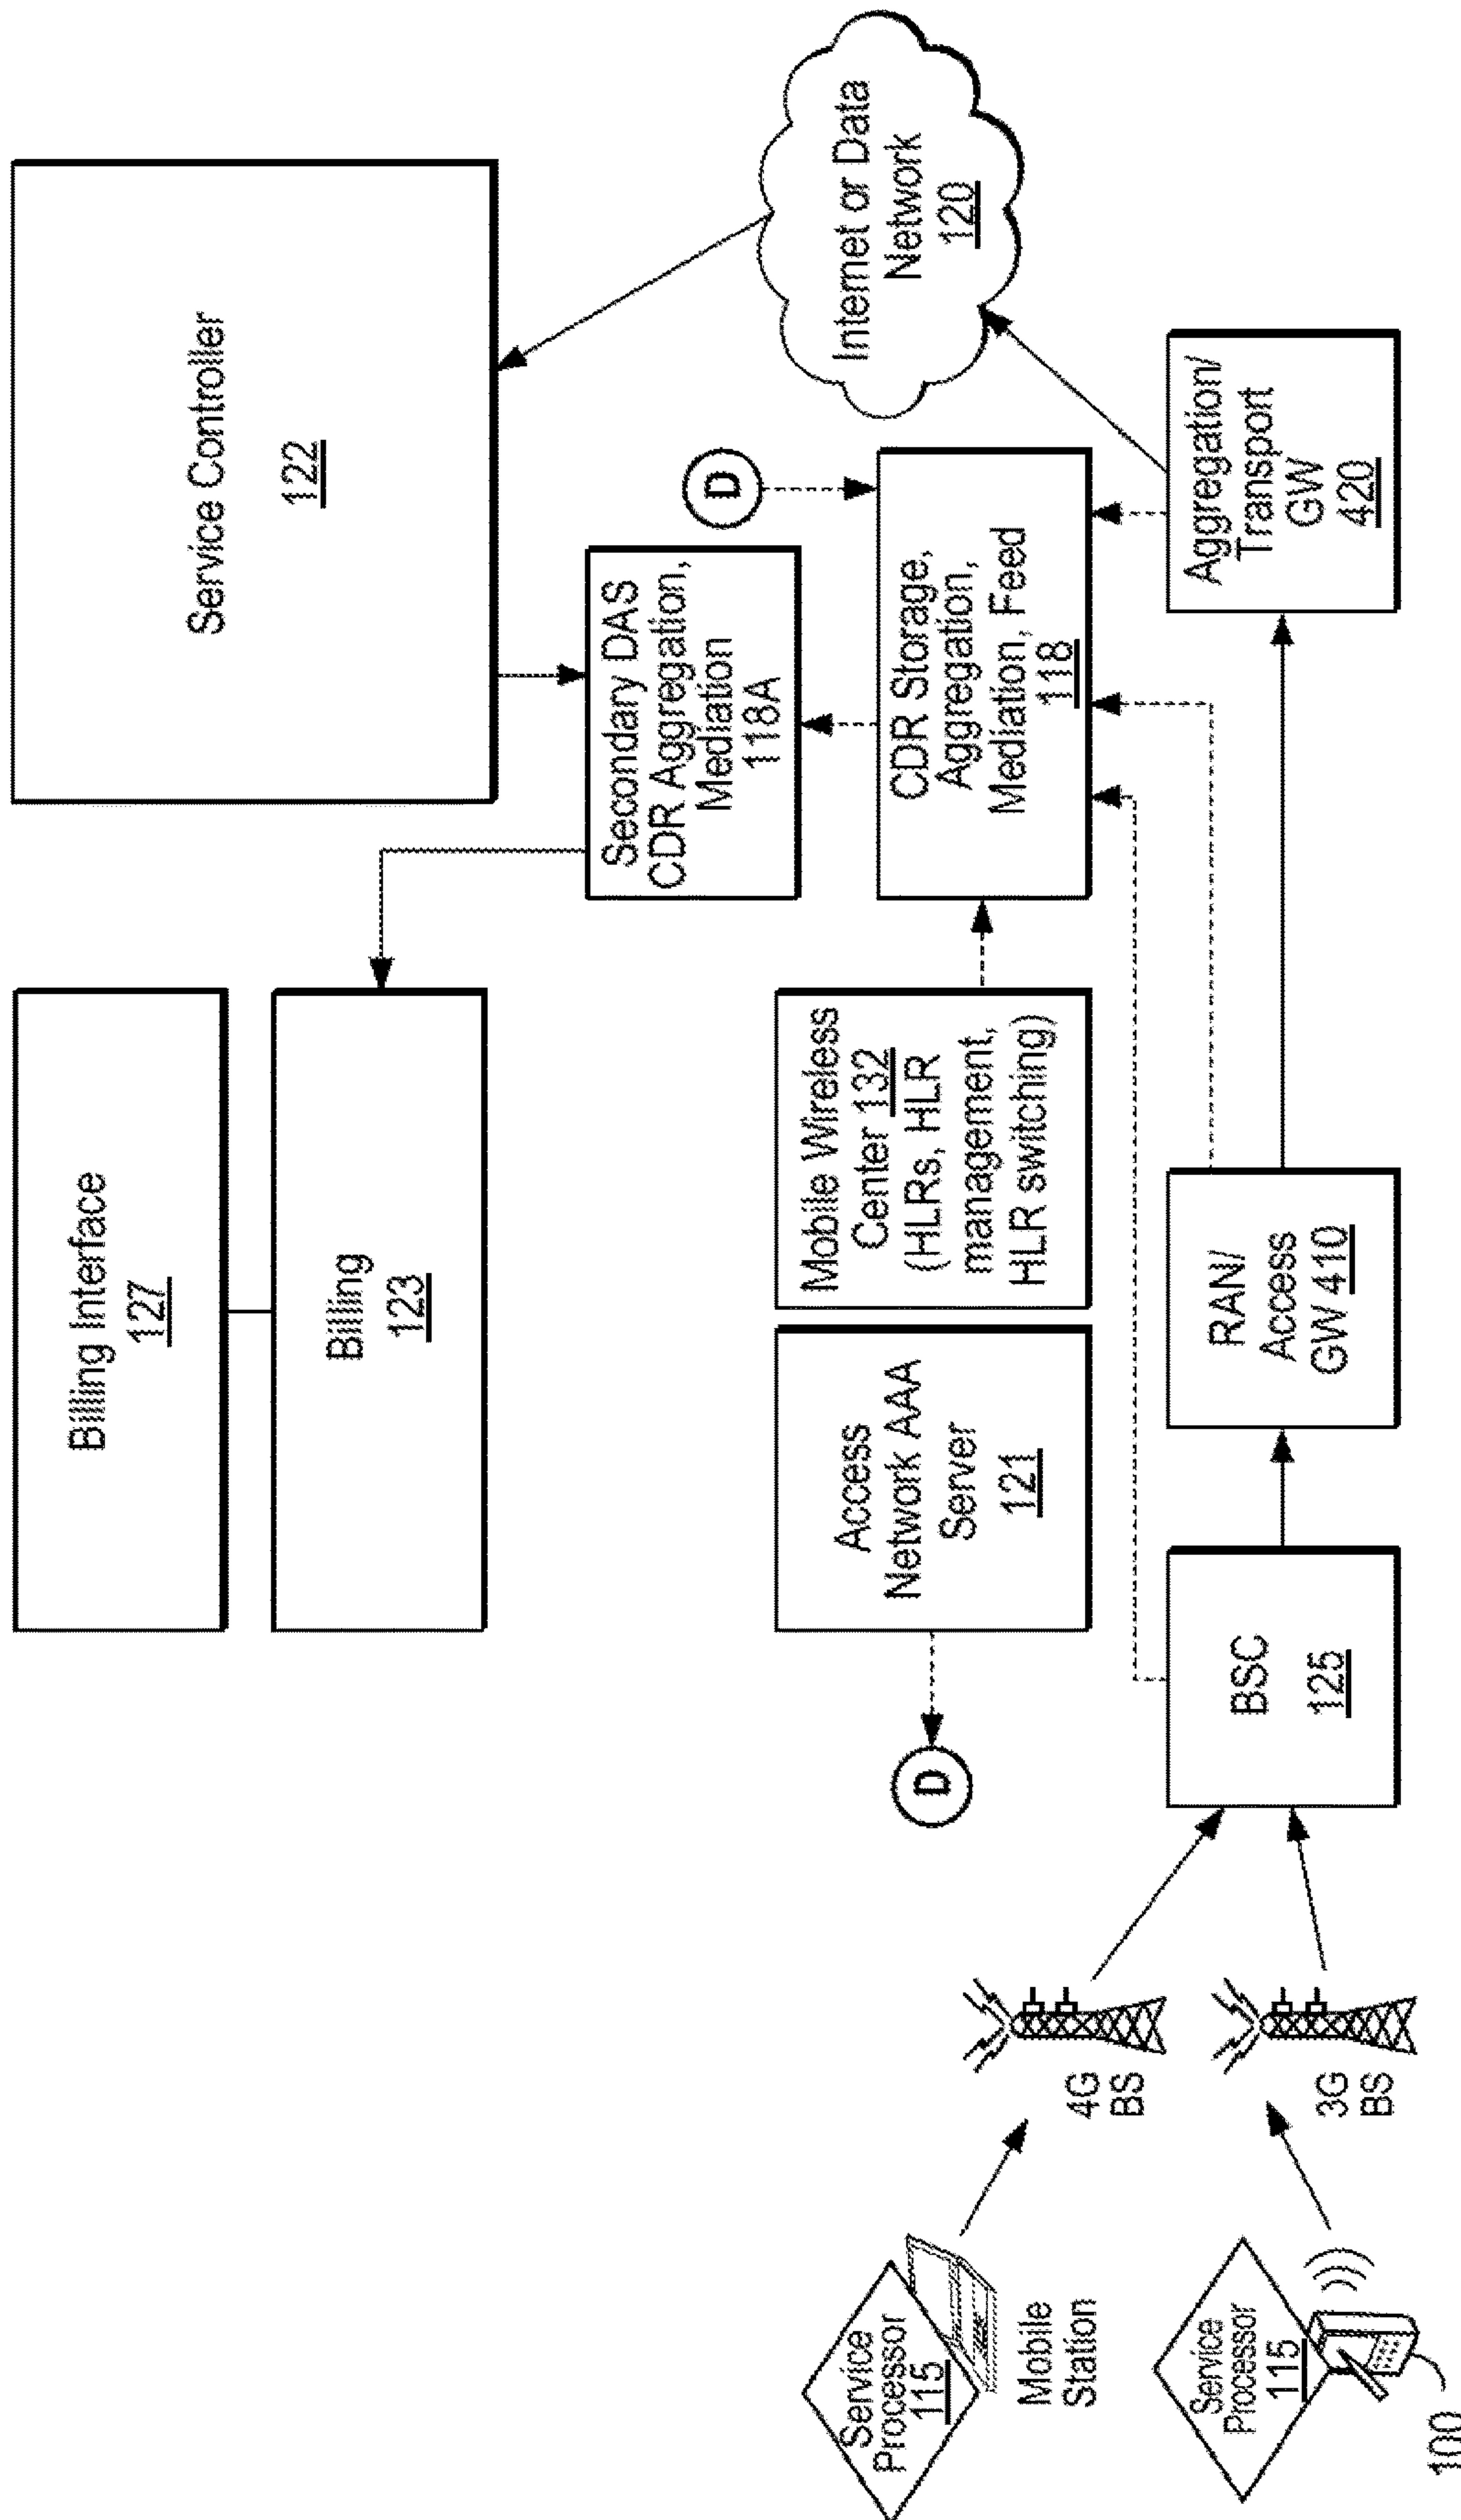 Billing Interface
127
Billing
123
Service Controller
122
Secondary DAS
CDR Aggregation,
Mediation
118A
D
Access
Network AAA
Server
121
Mobile Wireless
Center 132
(HLRs, HLR
management,
HLR switching)
CDR Storage,
Aggregation,
Mediation, Feed
118
Internet or Data
Network
120
D
Service
Processor
115
Mobile
Station
4G
BS
Service
Processor
115
100
3G
BS
BSC
125
RAN/
Access
GW 410
Aggregation/
Transport
GW
420